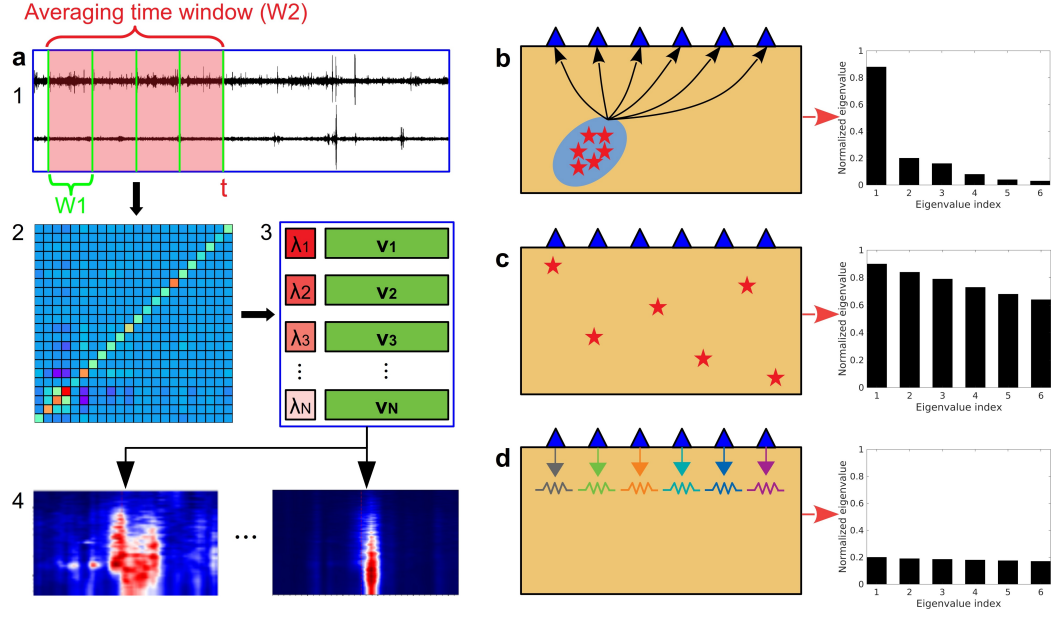 Averaging time window (W2)
a
1
W1
t
2
3
λ1 v1
λ2 v2
λ3 v3
⋮ ⋮
λN vN
4
...
b
Normalized eigenvalue
1
0.8
0.6
0.4
0.2
0
1 2 3 4 5 6
Eigenvalue index
c
Normalized eigenvalue
1
0.8
0.6
0.4
0.2
0
1 2 3 4 5 6
Eigenvalue index
d
Normalized eigenvalue
1
0.8
0.6
0.4
0.2
0
1 2 3 4 5 6
Eigenvalue index